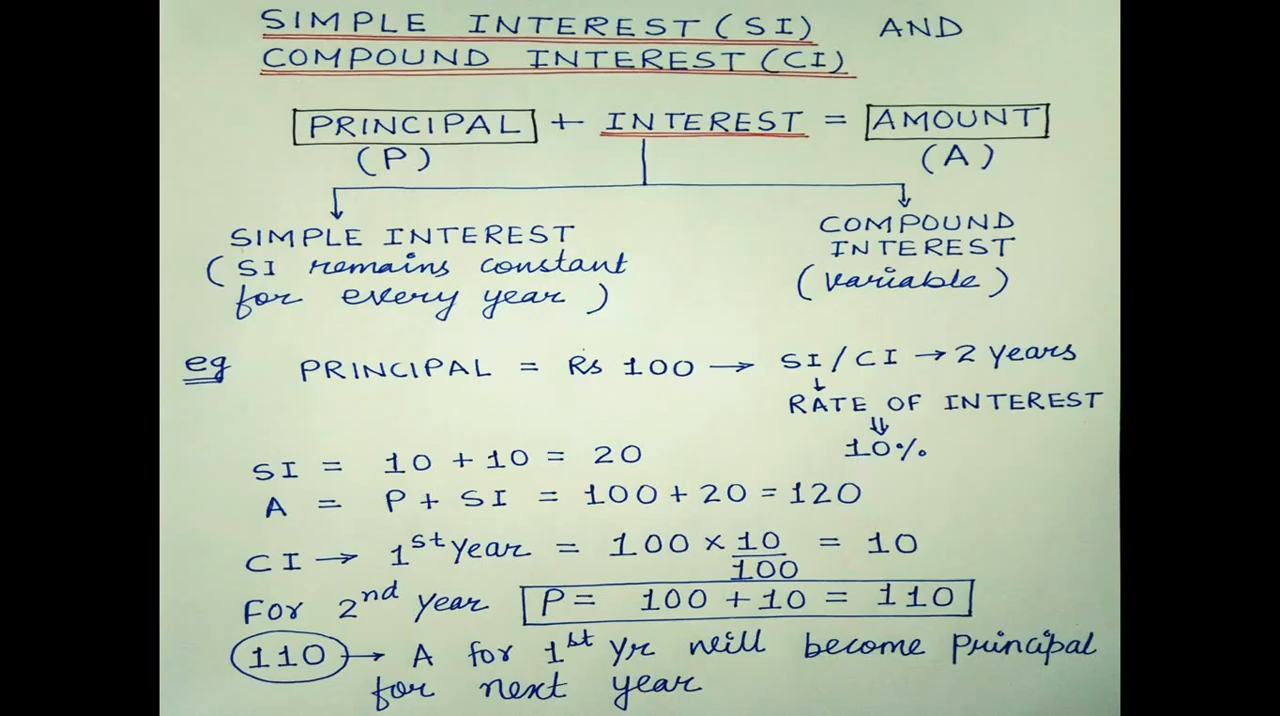 SIMPLE INTEREST (SI) AND
COMPOUND INTEREST (CI)
PRINCIPAL + INTEREST = AMOUNT
(P) (A)
SIMPLE INTEREST
(SI remains constant
for every year)
COMPOUND
INTEREST
(variable)
eg PRINCIPAL = Rs 100 → SI/CI → 2 years
↓
RATE OF INTEREST
⇓
10%
SI = 10 + 10 = 20
A = P + SI = 100 + 20 = 120
CI → 1st year = 100 × 10/100 = 10
For 2nd year P = 100 + 10 = 110
110 → A for 1st yr will become principal
for next year